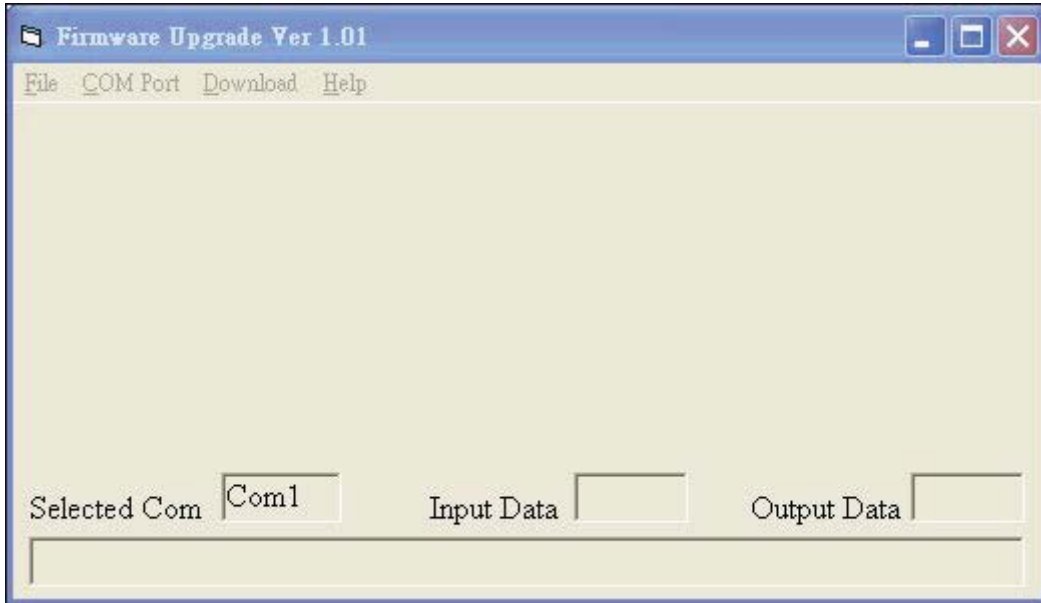 Firmware Upgrade Ver 1.01
File COM Port Download Help
Selected Com Com1 Input Data Output Data